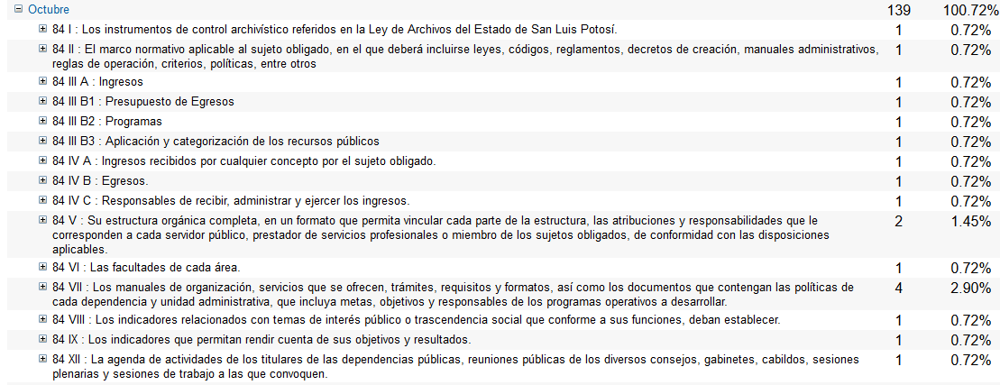 Octubre 139 100.72%
84 I : Los instrumentos de control archivístico referidos en la Ley de Archivos del Estado de San Luis Potosí. 1 0.72%
84 II : El marco normativo aplicable al sujeto obligado, en el que deberá incluirse leyes, códigos, reglamentos, decretos de creación, manuales administrativos, 1 0.72%
reglas de operación, criterios, políticas, entre otros
84 III A : Ingresos 1 0.72%
84 III B1 : Presupuesto de Egresos 1 0.72%
84 III B2 : Programas 1 0.72%
84 III B3 : Aplicación y categorización de los recursos públicos 1 0.72%
84 IV A : Ingresos recibidos por cualquier concepto por el sujeto obligado. 1 0.72%
84 IV B : Egresos. 1 0.72%
84 IV C : Responsables de recibir, administrar y ejercer los ingresos. 1 0.72%
84 V : Su estructura orgánica completa, en un formato que permita vincular cada parte de la estructura, las atribuciones y responsabilidades que le 2 1.45%
corresponden a cada servidor público, prestador de servicios profesionales o miembro de los sujetos obligados, de conformidad con las disposiciones
aplicables.
84 VI : Las facultades de cada área. 1 0.72%
84 VII : Los manuales de organización, servicios que se ofrecen, trámites, requisitos y formatos, así como los documentos que contengan las políticas de 4 2.90%
cada dependencia y unidad administrativa, que incluya metas, objetivos y responsables de los programas operativos a desarrollar.
84 VIII : Los indicadores relacionados con temas de interés público o trascendencia social que conforme a sus funciones, deban establecer. 1 0.72%
84 IX : Los indicadores que permitan rendir cuenta de sus objetivos y resultados. 1 0.72%
84 XII : La agenda de actividades de los titulares de las dependencias públicas, reuniones públicas de los diversos consejos, gabinetes, cabildos, sesiones 1 0.72%
plenarias y sesiones de trabajo a las que convoquen.